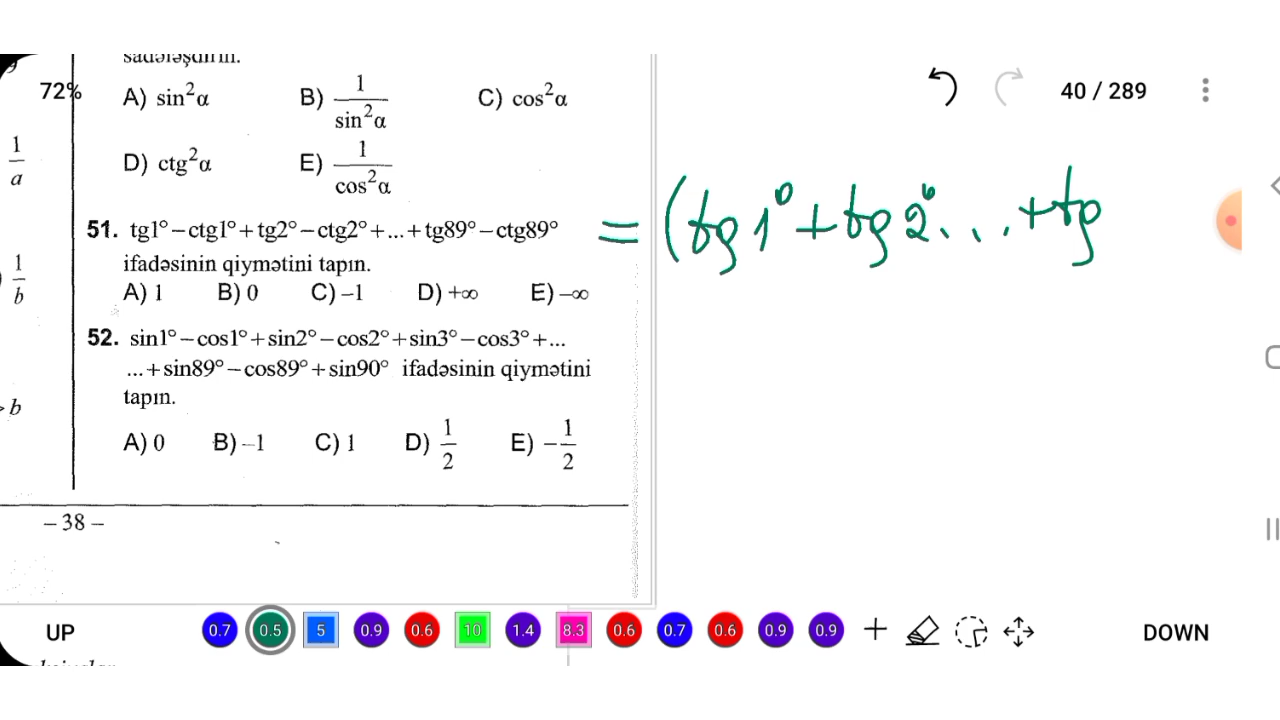 72%
A) sin²α B) 1/sin²α C) cos²α
D) ctg²α E) 1/cos²α
1/a
51. tg1° – ctg1° + tg2° – ctg2° + ... + tg89° – ctg89°
ifadəsinin qiymətini tapın.
A) 1 B) 0 C) –1 D) +∞ E) –∞
1/b
52. sin1° – cos1° + sin2° – cos2° + sin3° – cos3° + ...
... + sin89° – cos89° + sin90° ifadəsinin qiymətini
tapın.
b
A) 0 B) –1 C) 1 D) 1/2 E) –1/2
– 38 –
40 / 289
= (tg 1° + tg 2° ... + tg
UP 0.7 0.5 5 0.9 0.6 10 1.4 8.3 0.6 0.7 0.6 0.9 0.9 DOWN